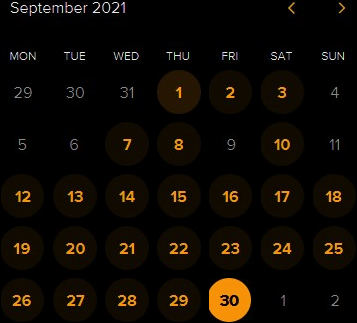 September 2021
MON TUE WED THU FRI SAT SUN
29 30 31 1 2 3 4
5 6 7 8 9 10 11
12 13 14 15 16 17 18
19 20 21 22 23 24 25
26 27 28 29 30 1 2